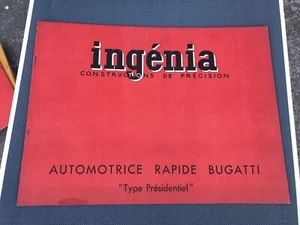 ingénia
CONSTRUCTIONS DE PRÉCISION
AUTOMOTRICE RAPIDE BUGATTI
"Type Présidentiel"